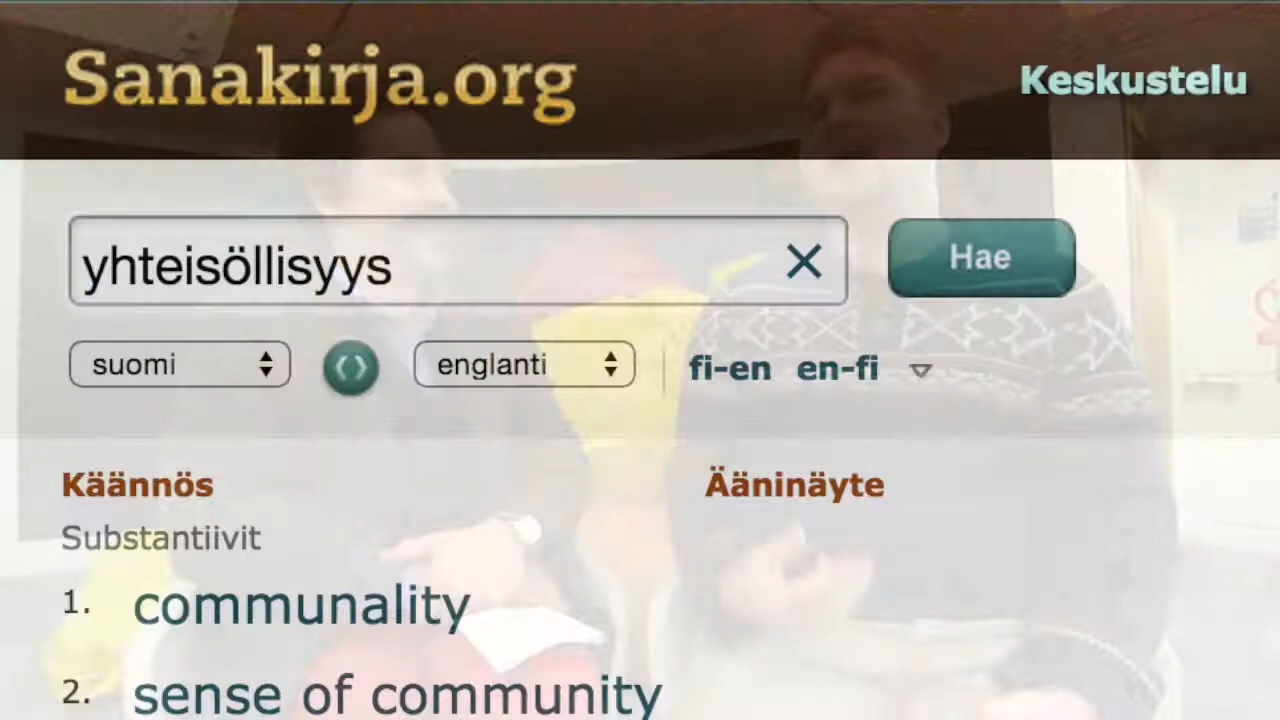 Sanakirja.org
Keskustelu
yhteisöllisyys
Hae
suomi englanti fi-en en-fi
Käännös Ääninäyte
Substantiivit
1. communality
2. sense of community